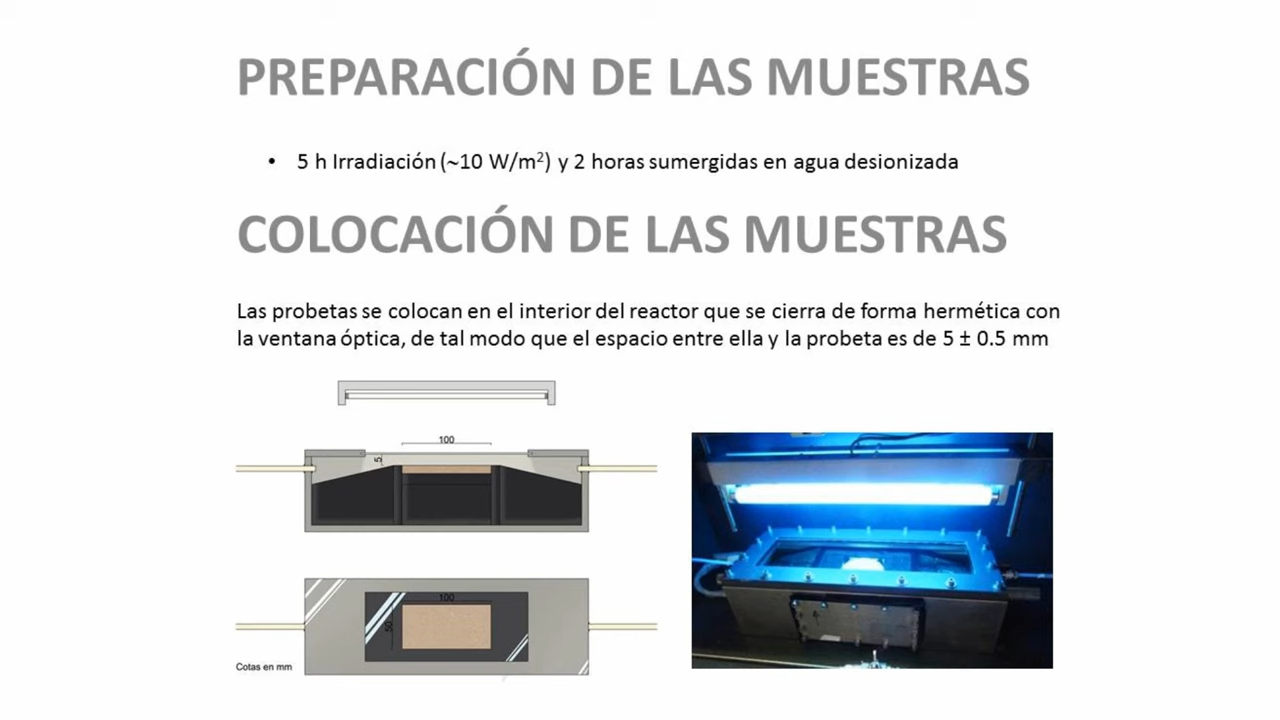 PREPARACIÓN DE LAS MUESTRAS
• 5 h Irradiación (~10 W/m²) y 2 horas sumergidas en agua desionizada
COLOCACIÓN DE LAS MUESTRAS
Las probetas se colocan en el interior del reactor que se cierra de forma hermética con
la ventana óptica, de tal modo que el espacio entre ella y la probeta es de 5 ± 0.5 mm
100
5
100
50
Cotas en mm